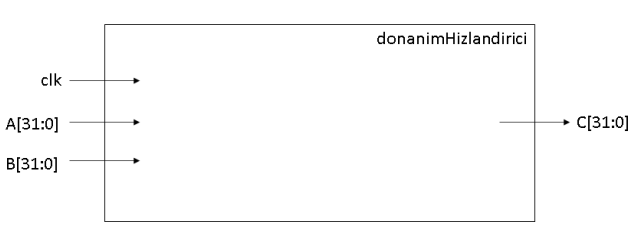 donanimHizlandirici
clk
A[31:0]
C[31:0]
B[31:0]